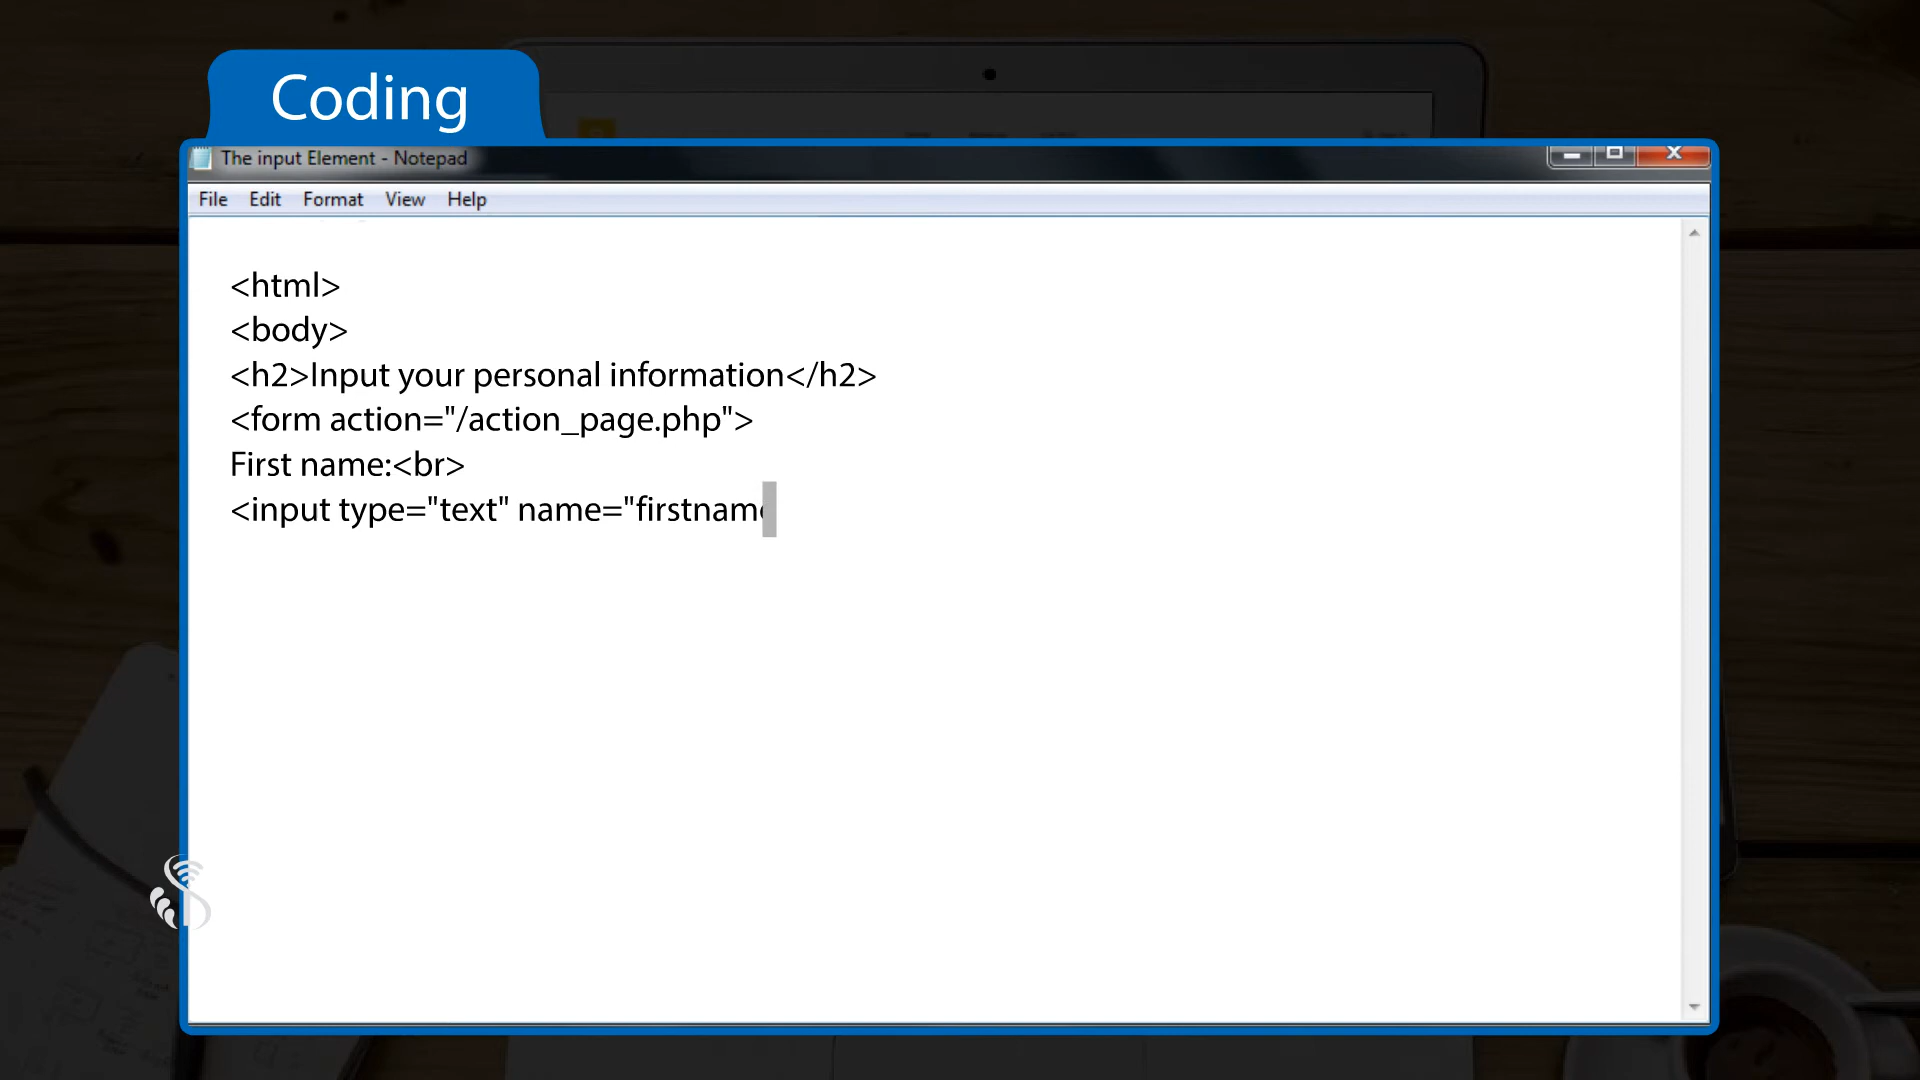 Coding
The input Element - Notepad
File Edit Format View Help
<html>
<body>
<h2>Input your personal information</h2>
<form action="/action_page.php">
First name:<br>
<input type="text" name="firstname